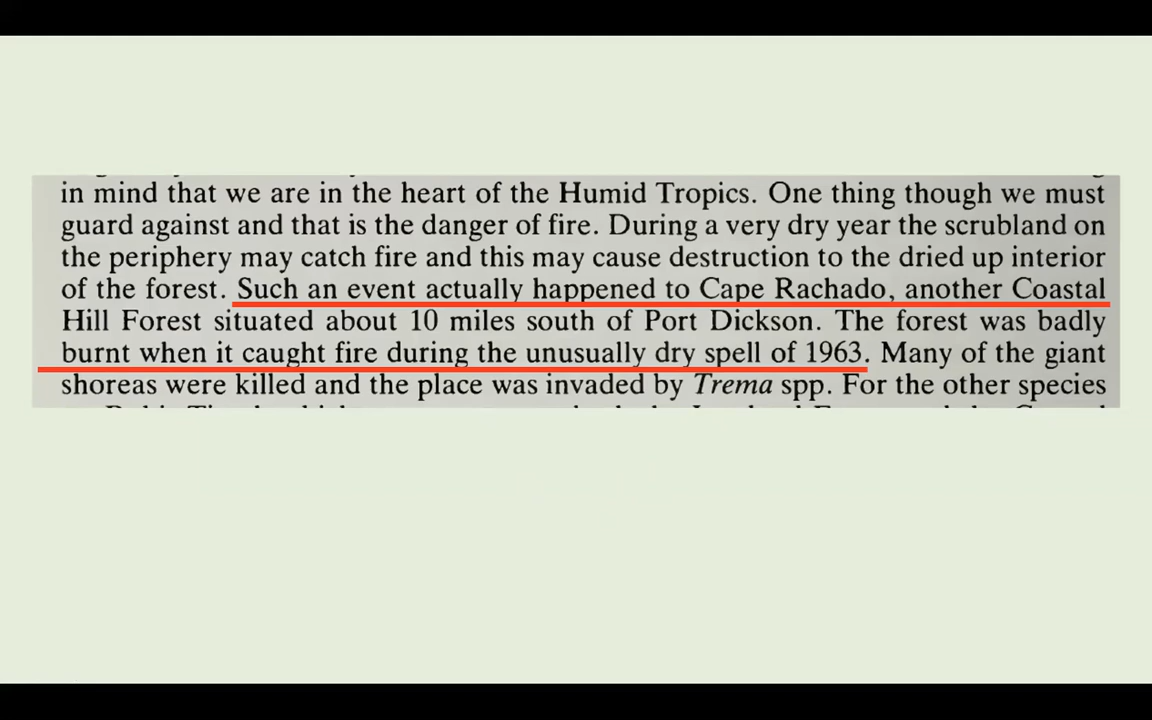 in mind that we are in the heart of the Humid Tropics. One thing though we must
guard against and that is the danger of fire. During a very dry year the scrubland on
the periphery may catch fire and this may cause destruction to the dried up interior
of the forest. Such an event actually happened to Cape Rachado, another Coastal
Hill Forest situated about 10 miles south of Port Dickson. The forest was badly
burnt when it caught fire during the unusually dry spell of 1963. Many of the giant
shoreas were killed and the place was invaded by Trema spp. For the other species